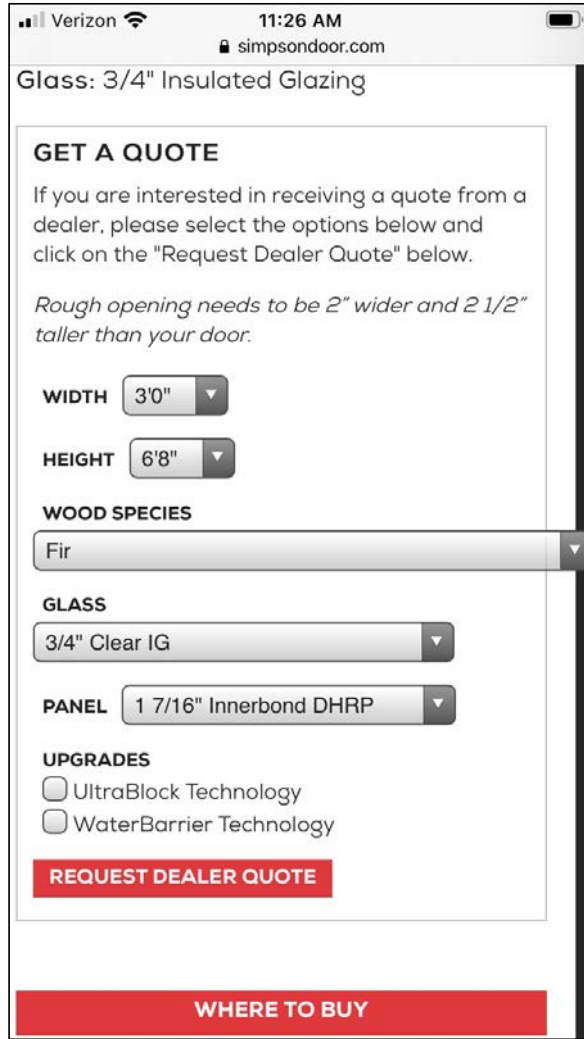 Verizon 11:26 AM
simpsondoor.com
Glass: 3/4" Insulated Glazing
GET A QUOTE
If you are interested in receiving a quote from a
dealer, please select the options below and
click on the "Request Dealer Quote" below.
Rough opening needs to be 2” wider and 2 1/2”
taller than your door.
WIDTH 3'0"
HEIGHT 6'8"
WOOD SPECIES
Fir
GLASS
3/4" Clear IG
PANEL 1 7/16" Innerbond DHRP
UPGRADES
UltraBlock Technology
WaterBarrier Technology
REQUEST DEALER QUOTE
WHERE TO BUY